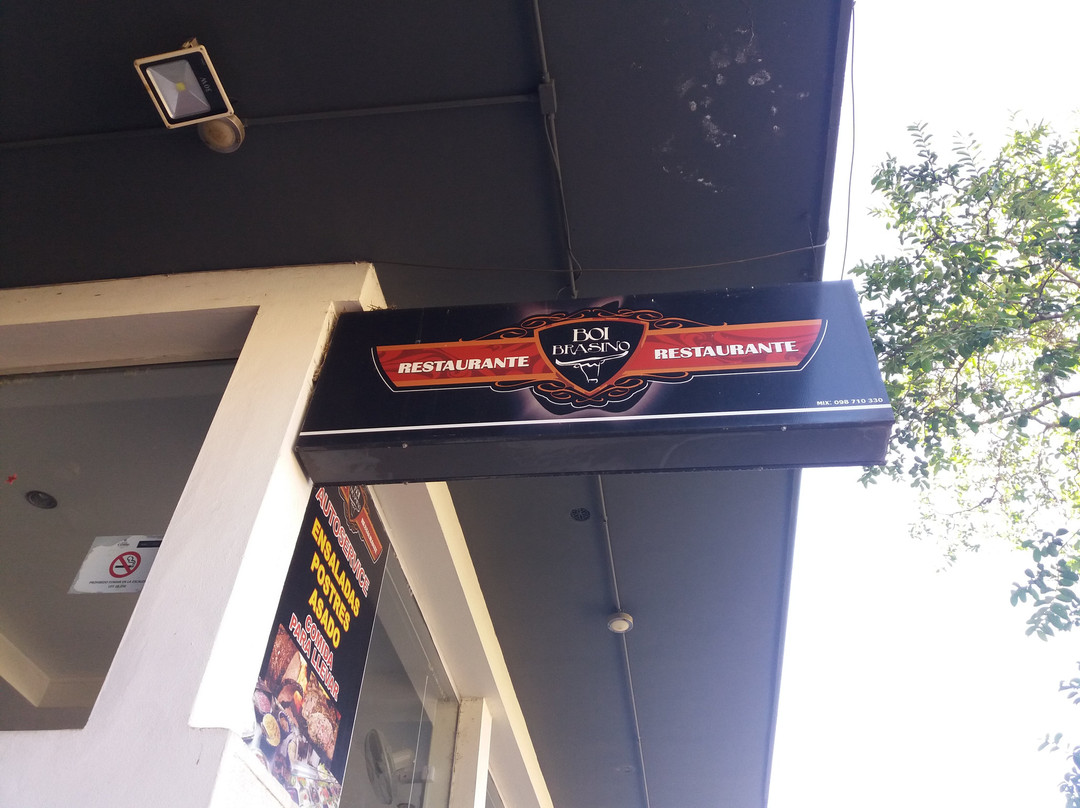 BOI
BRASINO
RESTAURANTE
RESTAURANTE
MIX: 098 710 330
AUTOSERVICE
ENSALADAS
POSTRES
ASADO
COMIDA
PARA LLEVAR